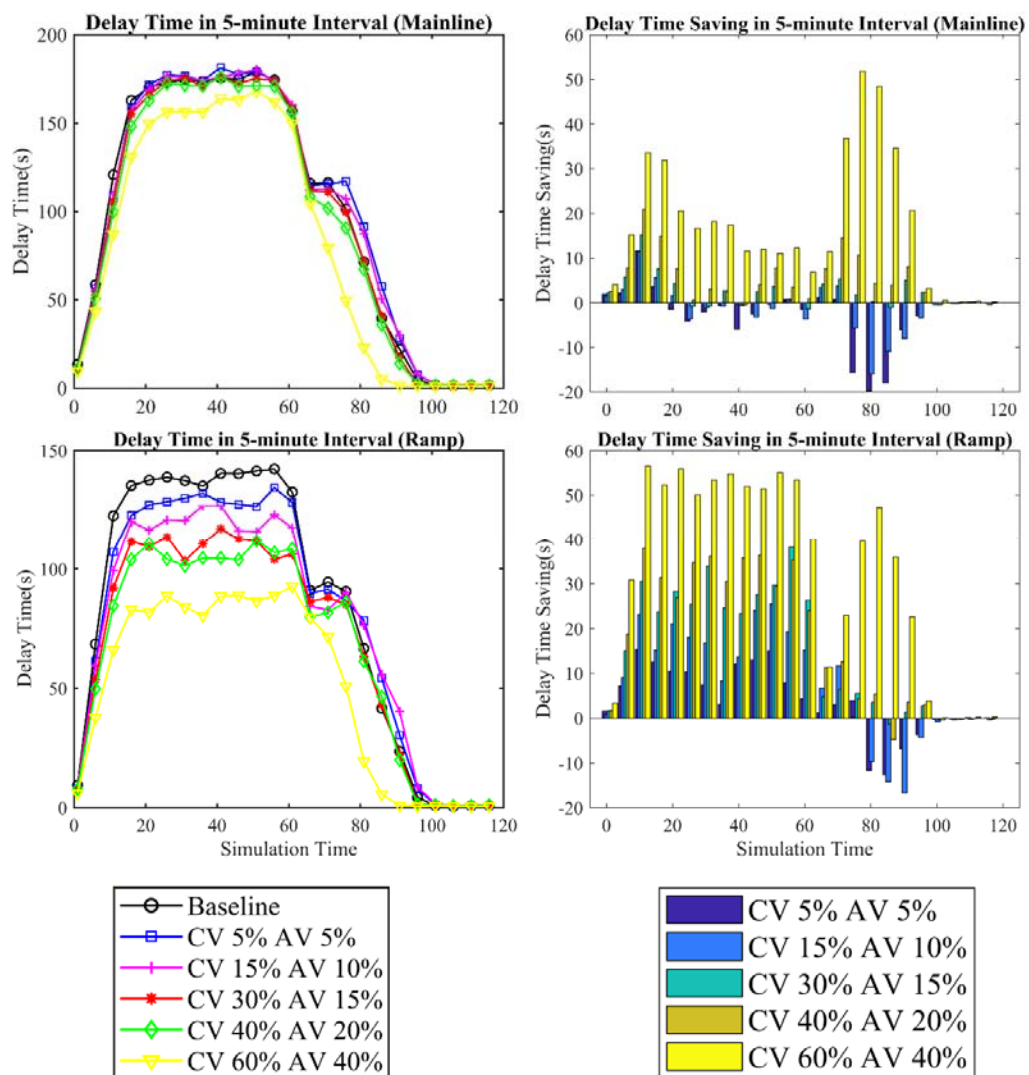 Delay Time in 5-minute Interval (Mainline)
200
150
100
50
0
Delay Time(s)
0 20 40 60 80 100 120
Delay Time Saving in 5-minute Interval (Mainline)
60
50
40
30
20
10
0
-10
-20
Delay Time Saving(s)
0 20 40 60 80 100 120
Delay Time in 5-minute Interval (Ramp)
150
100
50
0
Delay Time(s)
0 20 40 60 80 100 120
Simulation Time
Delay Time Saving in 5-minute Interval (Ramp)
60
50
40
30
20
10
0
-10
-20
Delay Time Saving(s)
0 20 40 60 80 100 120
Simulation Time
Baseline
CV 5% AV 5%
CV 15% AV 10%
CV 30% AV 15%
CV 40% AV 20%
CV 60% AV 40%
CV 5% AV 5%
CV 15% AV 10%
CV 30% AV 15%
CV 40% AV 20%
CV 60% AV 40%